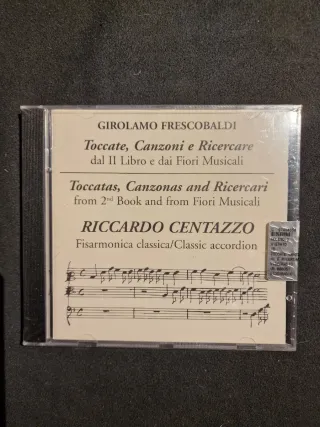 GIROLAMO FRESCOBALDI
Toccate, Canzoni e Ricercare
dal II Libro e dai Fiori Musicali
Toccatas, Canzonas and Ricercari
from 2nd Book and from Fiori Musicali
RICCARDO CENTAZZO
Fisarmonica classica/Classic accordion